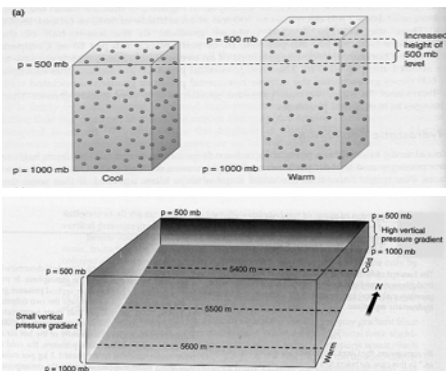 (a)
p = 500 mb
p = 500 mb
Increased
height of
500 mb
level
p = 1000 mb
p = 1000 mb
Cool
Warm
p = 500 mb
p = 500 mb
High vertical
pressure gradient
p = 1000 mb
Cold
p = 500 mb
5400 m
N
5500 m
Small vertical
pressure gradient
5600 m
Warm
p = 1000 mb